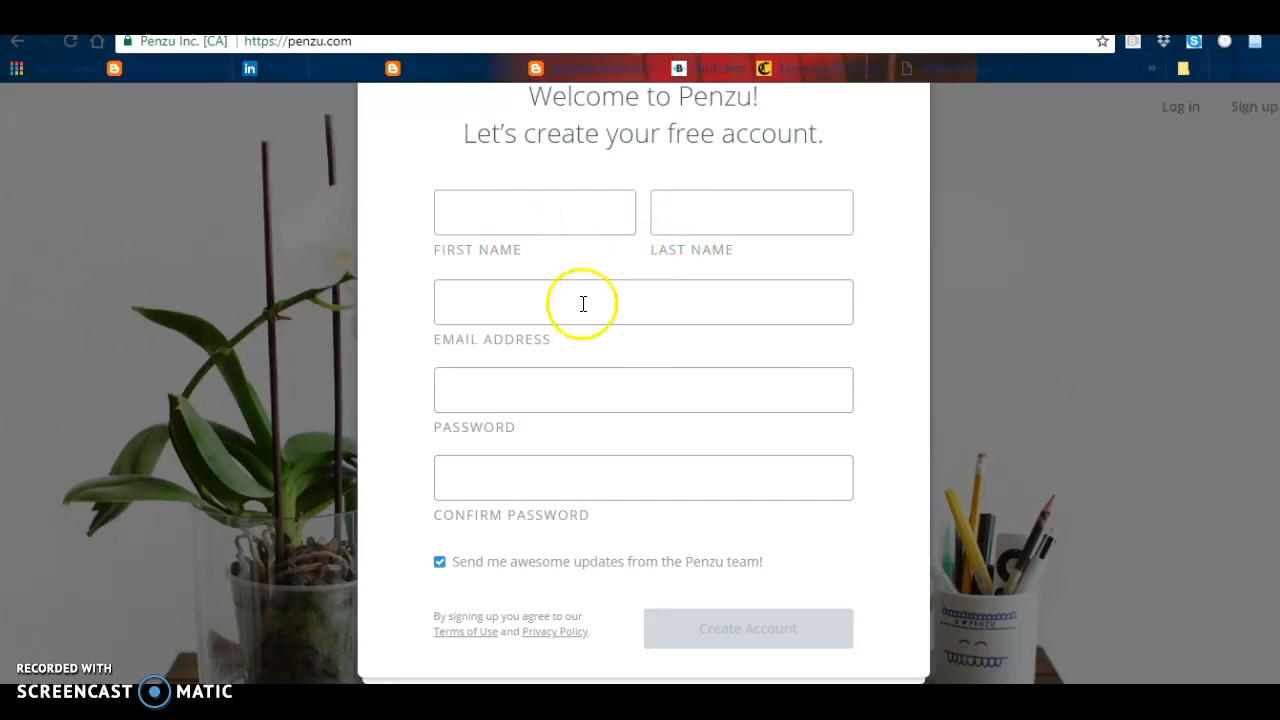 Penzu Inc. [CA] https://penzu.com
Log in Sign up
Welcome to Penzu!
Let's create your free account.
FIRST NAME LAST NAME
EMAIL ADDRESS
PASSWORD
CONFIRM PASSWORD
Send me awesome updates from the Penzu team!
By signing up you agree to our
Terms of Use and Privacy Policy.
Create Account
I ♥ PENZU
RECORDED WITH
SCREENCAST MATIC